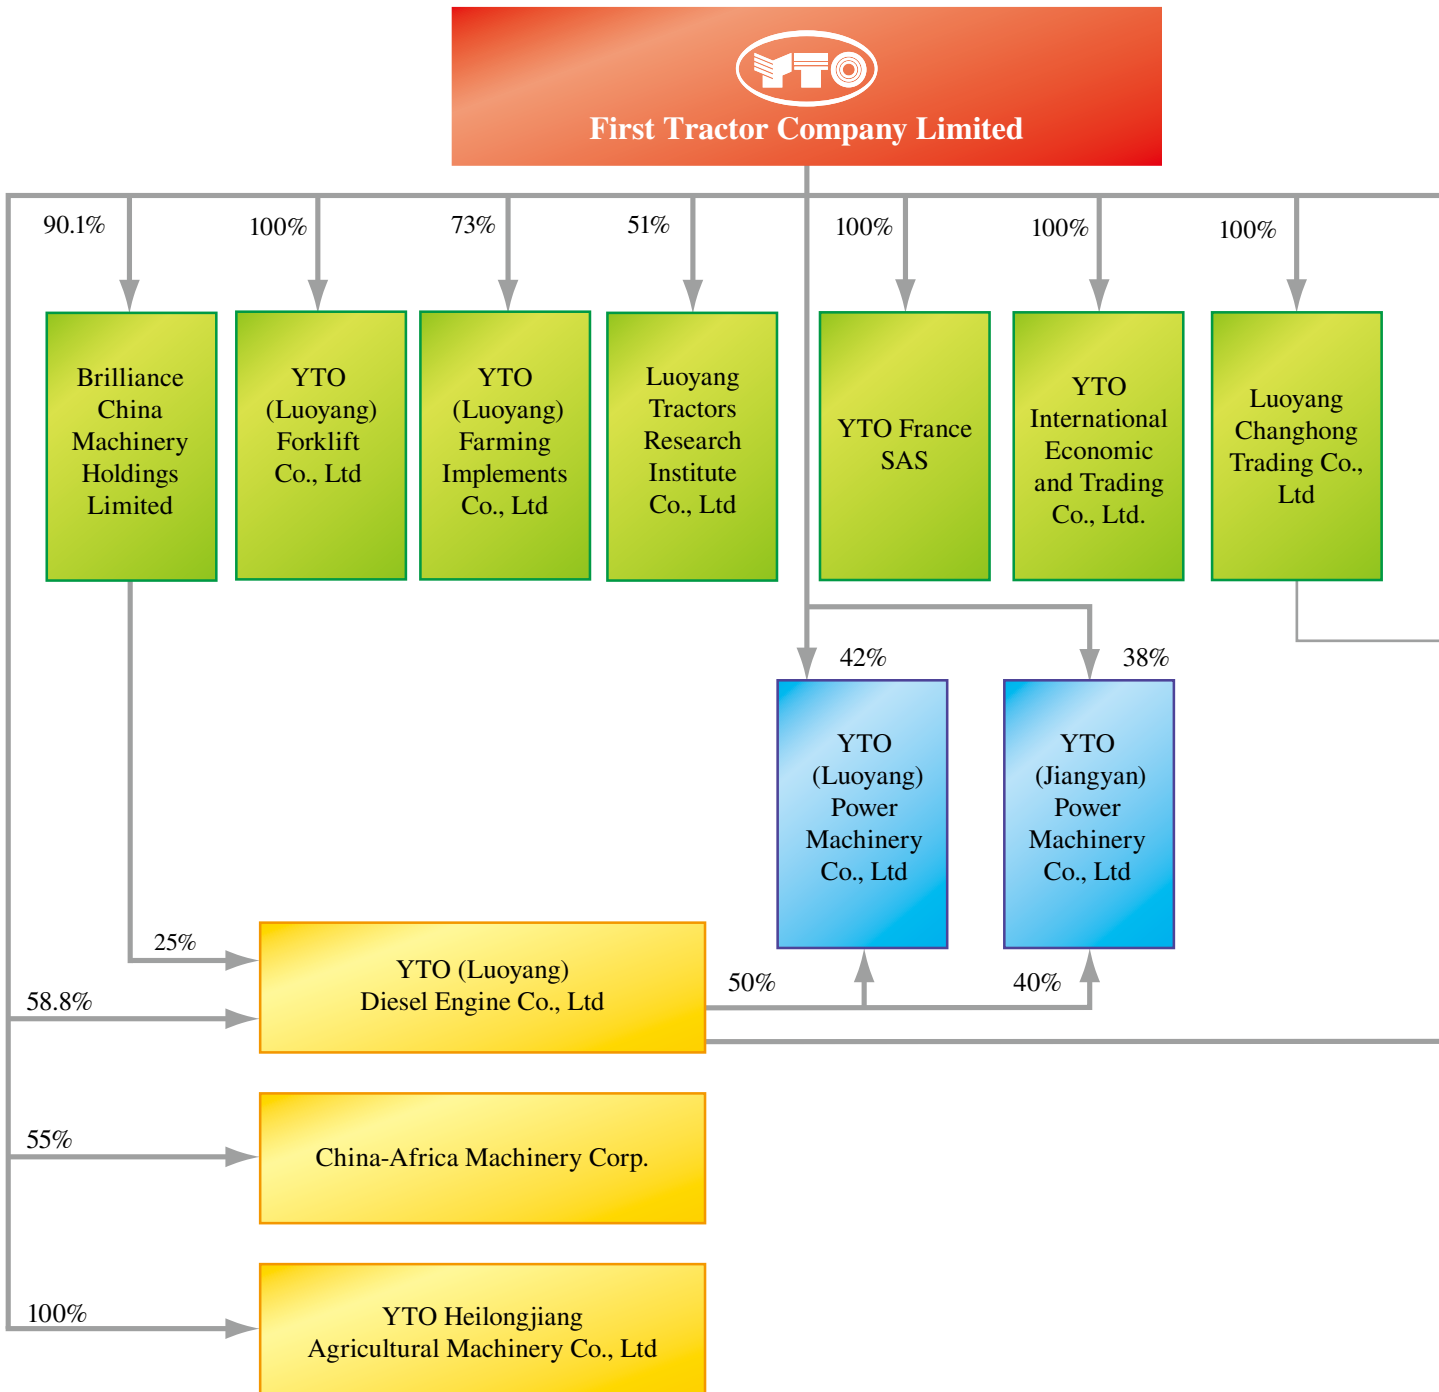 YTO
First Tractor Company Limited
90.1%
100%
73%
51%
100%
100%
100%
Brilliance
China
Machinery
Holdings
Limited
YTO
(Luoyang)
Forklift
Co., Ltd
YTO
(Luoyang)
Farming
Implements
Co., Ltd
Luoyang
Tractors
Research
Institute
Co., Ltd
YTO France
SAS
YTO
International
Economic
and Trading
Co., Ltd.
Luoyang
Changhong
Trading Co.,
Ltd
42%
38%
YTO
(Luoyang)
Power
Machinery
Co., Ltd
YTO
(Jiangyan)
Power
Machinery
Co., Ltd
25%
58.8%
YTO (Luoyang)
Diesel Engine Co., Ltd
50%
40%
55%
China-Africa Machinery Corp.
100%
YTO Heilongjiang
Agricultural Machinery Co., Ltd